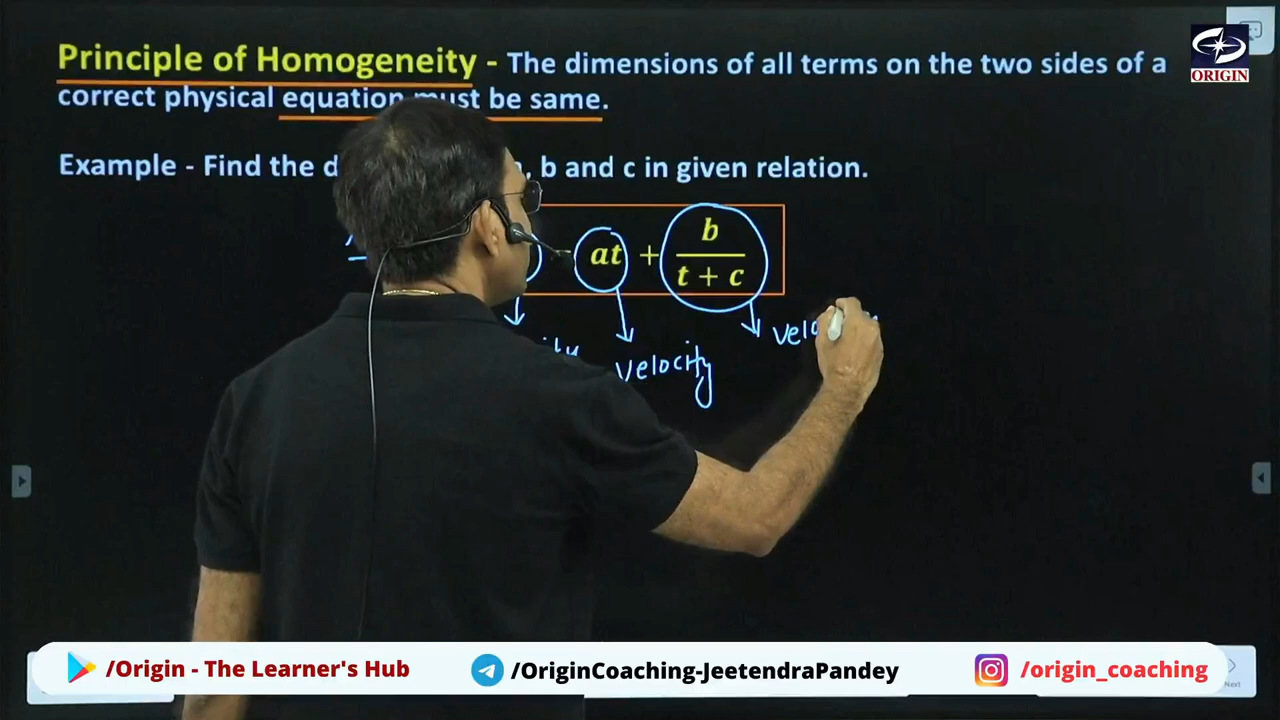 Principle of Homogeneity - The dimensions of all terms on the two sides of a
correct physical equation must be same.
ORIGIN
Example - Find the b and c in given relation.
at + b
t + c
velocity
/Origin - The Learner's Hub
/OriginCoaching-JeetendraPandey
/origin_coaching
Next